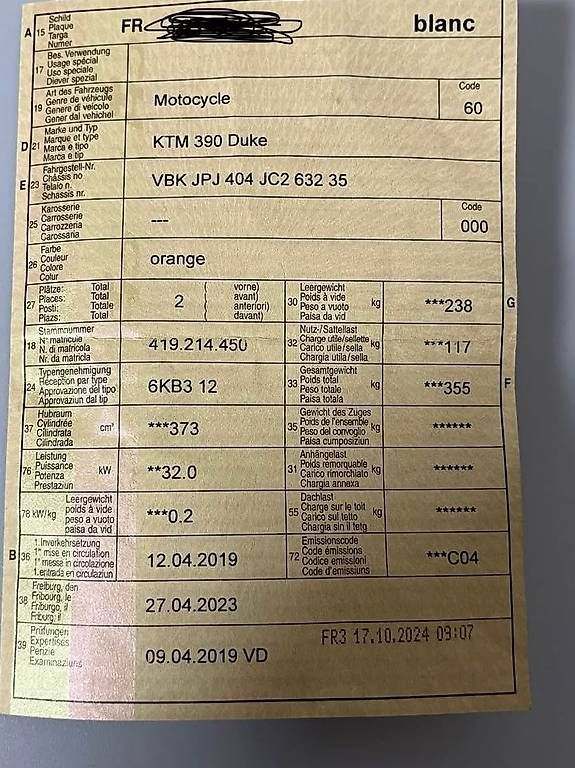 A 15 Schild
Plaque
Targa
Numer
FR
blanc
17 Bes. Verwendung
Usage spécial
Uso speciale
Diever spezial
19 Art des Fahrzeugs
Genre de véhicule
Genere di veicolo
Gener dal vehichel
Motocycle
Code
60
D 21 Marke und Typ
Marque et type
Marca e tipo
Marca e tip
KTM 390 Duke
E 23 Fahrgestell-Nr.
Châssis no
Telaio n.
Schassis nr.
VBK JPJ 404 JC2 632 35
25 Karosserie
Carrosserie
Carrozzeria
Carossaria
---
Code
000
26 Farbe
Couleur
Colore
Colur
orange
27 Plätze: Total ( vorne)
Places: Total ( avant)
Posti: Totale ( anteriori)
Plazs: Total ( davant)
2
30 Leergewicht
Poids à vide
Peso a vuoto
Paisa da vid
kg
***238
G
18 Stammnummer
N° matricule
N. di matricola
Nr. da matricla
419.214.450
32 Nutz-/Sattellast
Charge utile/sellette
Carico utile/sella
Chargia utila/sella
kg
***117
24 Typengenehmigung
Réception par type
Approvazione del tipo
Approvaziun dal tip
6KB3 12
33 Gesamtgewicht
Poids total
Peso totale
Paisa totala
kg
***355
F
37 Hubraum
Cylindrée
Cilindrata
Cilindrada
cm³
***373
35 Gewicht des Zuges
Poids de l'ensemble
Peso del convoglio
Paisa cumposiziun
kg
******
76 Leistung
Puissance
Potenza
Prestaziun
kW
**32.0
31 Anhängelast
Poids remorquable
Carico rimorchiato
Chargia annexa
kg
******
78 kW/kg Leergewicht
poids à vide
peso a vuoto
paisa da vid
***0.2
55 Dachlast
Charge sur le toit
Carico sul tetto
Chargia sin il tetg
kg
******
B 36 1.Inverkehrsetzung
1re mise en circulation
1a messa in circolazione
1.entrada en circulaziun
12.04.2019
72 Emissionscode
Code émissions
Codice emissioni
Code d'emissiuns
***C04
38 Freiburg, den
Fribourg, le
Friburgo, il
Friburg, il
27.04.2023
39 Prüfungen
Expertises
Perizie
Examinaziuns
09.04.2019 VD
FR3 17.10.2024 09:07